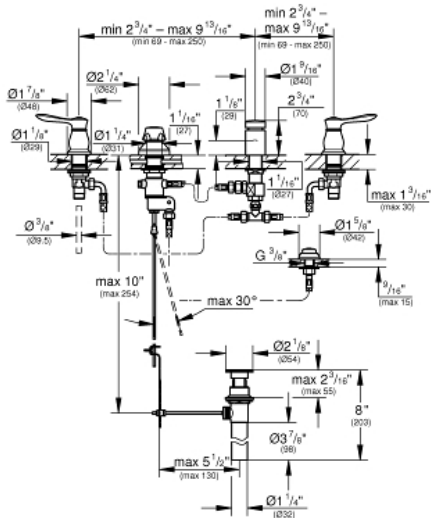 min 2 3/4" – max 9 13/16"
(min 69 - max 250)
min 2 3/4" – max 9 13/16"
(min 69 - max 250)
Ø1 7/8"
(Ø48)
Ø2 1/4"
(Ø62)
Ø1 9/16"
(Ø40)
Ø1 1/8"
(Ø29)
Ø1 1/4"
(Ø31)
1 1/16"
(27)
1 1/8"
(29)
2 3/4"
(70)
1 1/16"
(Ø27)
max 1 3/16"
(max 30)
Ø 3/8"
(Ø9.5)
Ø1 5/8"
(Ø42)
G 3/8"
9/16"
(max 15)
max 10"
(max 254)
max 30°
Ø2 1/8"
(Ø54)
max 2 3/16"
(max 55)
8"
(203)
Ø3 7/8"
(98)
max 5 1/2"
(max 130)
Ø1 1/4"
(Ø32)